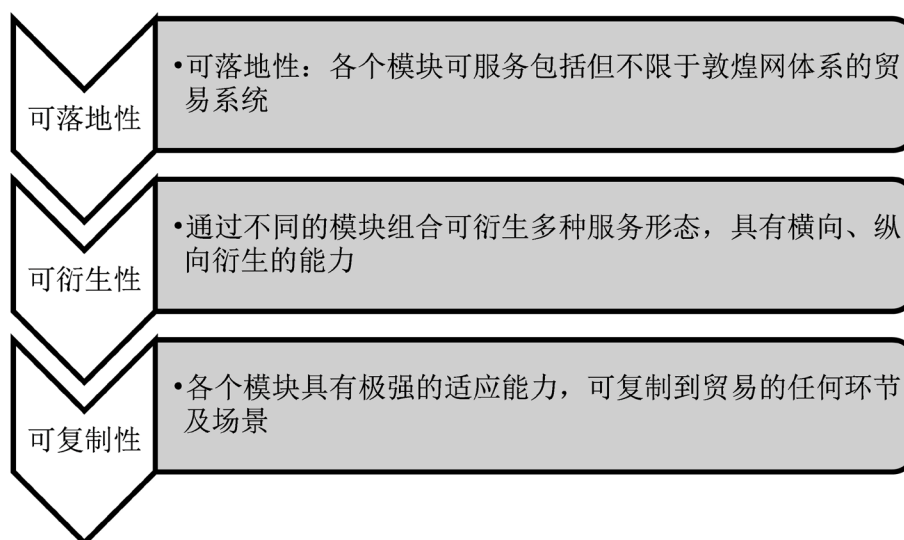 可落地性
•可落地性：各个模块可服务包括但不限于敦煌网体系的贸
易系统
可衍生性
•通过不同的模块组合可衍生多种服务形态，具有横向、纵
向衍生的能力
可复制性
•各个模块具有极强的适应能力，可复制到贸易的任何环节
及场景